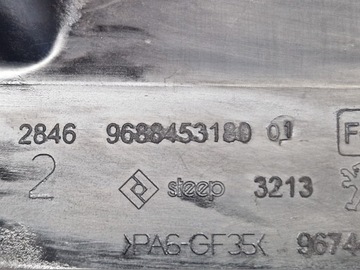 2846 9688453180 01 F
2 steep 3213
>PA6-GF35< 9674